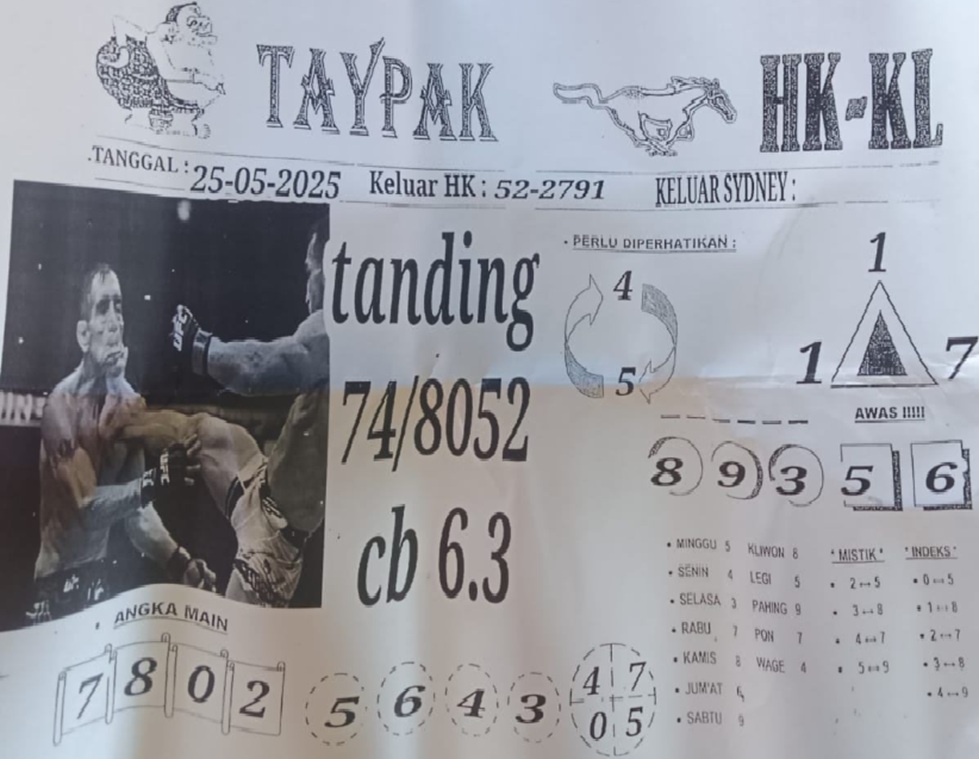 TAYPAK HK-KL
TANGGAL : 25-05-2025 Keluar HK : 52-2791 KELUAR SYDNEY :
tanding
74/8052
cb 6.3
• PERLU DIPERHATIKAN :
4
5
1
1 7
AWAS !!!!!
8 9 3 5 6
• MINGGU 5 KLIWON 8 * MISTIK * * INDEKS *
• SENIN 4 LEGI 5 • 2↔5 • 0↔5
• SELASA 3 PAHING 9 • 3↔8 • 1↔8
• RABU 7 PON 7 • 4↔7 • 2↔7
• KAMIS 8 WAGE 4 • 5↔9 • 3↔8
• JUM'AT 6 • 4↔9
• SABTU 9
• ANGKA MAIN
7 8 0 2
5 6 4 3
4 7
0 5
UFC